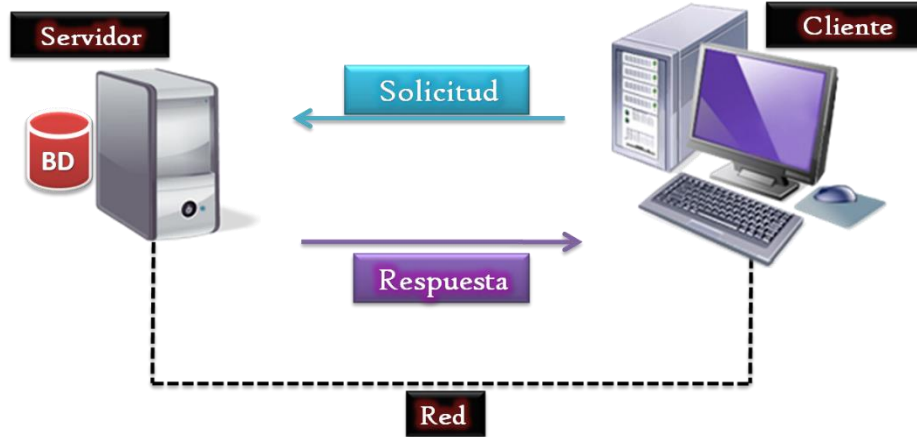 Servidor
Cliente
Solicitud
BD
Respuesta
Red